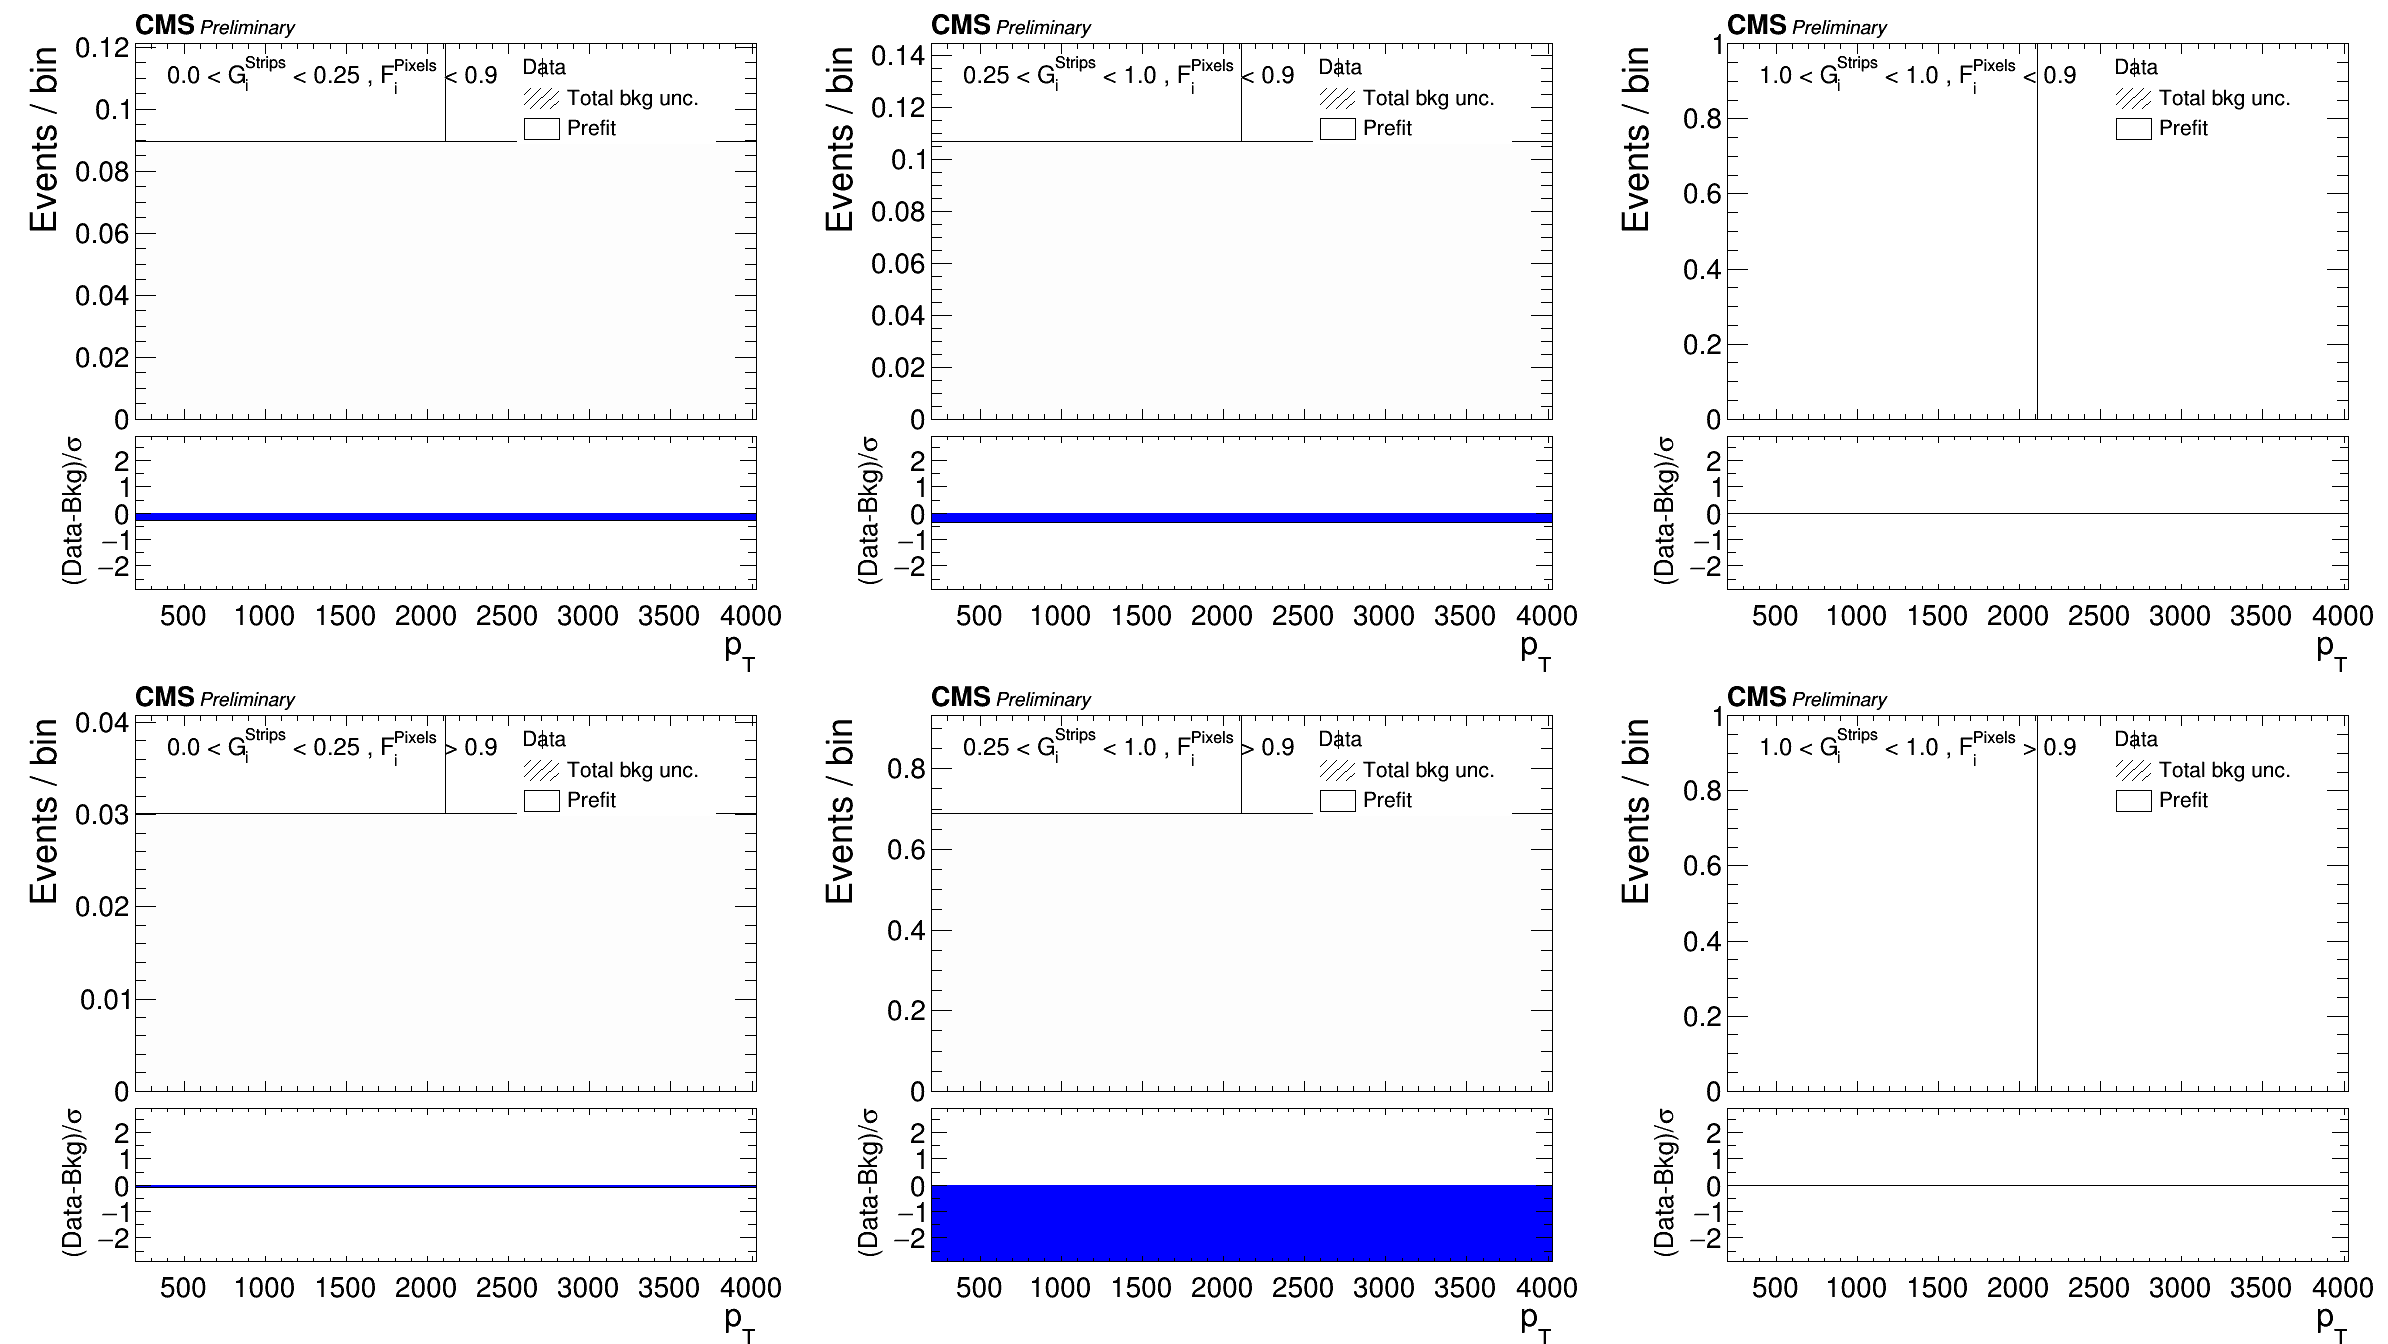 CMS Preliminary
Events / bin
0.12
0.1
0.08
0.06
0.04
0.02
0
0.0 < G_i^Strips < 0.25 , F_i^Pixels < 0.9
Data
Total bkg unc.
Prefit
(Data-Bkg)/σ
2
1
0
−1
−2
500 1000 1500 2000 2500 3000 3500 4000
p_T
CMS Preliminary
Events / bin
0.14
0.12
0.1
0.08
0.06
0.04
0.02
0
0.25 < G_i^Strips < 1.0 , F_i^Pixels < 0.9
Data
Total bkg unc.
Prefit
(Data-Bkg)/σ
2
1
0
−1
−2
500 1000 1500 2000 2500 3000 3500 4000
p_T
CMS Preliminary
Events / bin
1
0.8
0.6
0.4
0.2
0
1.0 < G_i^Strips < 1.0 , F_i^Pixels < 0.9
Data
Total bkg unc.
Prefit
(Data-Bkg)/σ
2
1
0
−1
−2
500 1000 1500 2000 2500 3000 3500 4000
p_T
CMS Preliminary
Events / bin
0.04
0.03
0.02
0.01
0
0.0 < G_i^Strips < 0.25 , F_i^Pixels > 0.9
Data
Total bkg unc.
Prefit
(Data-Bkg)/σ
2
1
0
−1
−2
500 1000 1500 2000 2500 3000 3500 4000
p_T
CMS Preliminary
Events / bin
0.8
0.6
0.4
0.2
0
0.25 < G_i^Strips < 1.0 , F_i^Pixels > 0.9
Data
Total bkg unc.
Prefit
(Data-Bkg)/σ
2
1
0
−1
−2
500 1000 1500 2000 2500 3000 3500 4000
p_T
CMS Preliminary
Events / bin
1
0.8
0.6
0.4
0.2
0
1.0 < G_i^Strips < 1.0 , F_i^Pixels > 0.9
Data
Total bkg unc.
Prefit
(Data-Bkg)/σ
2
1
0
−1
−2
500 1000 1500 2000 2500 3000 3500 4000
p_T